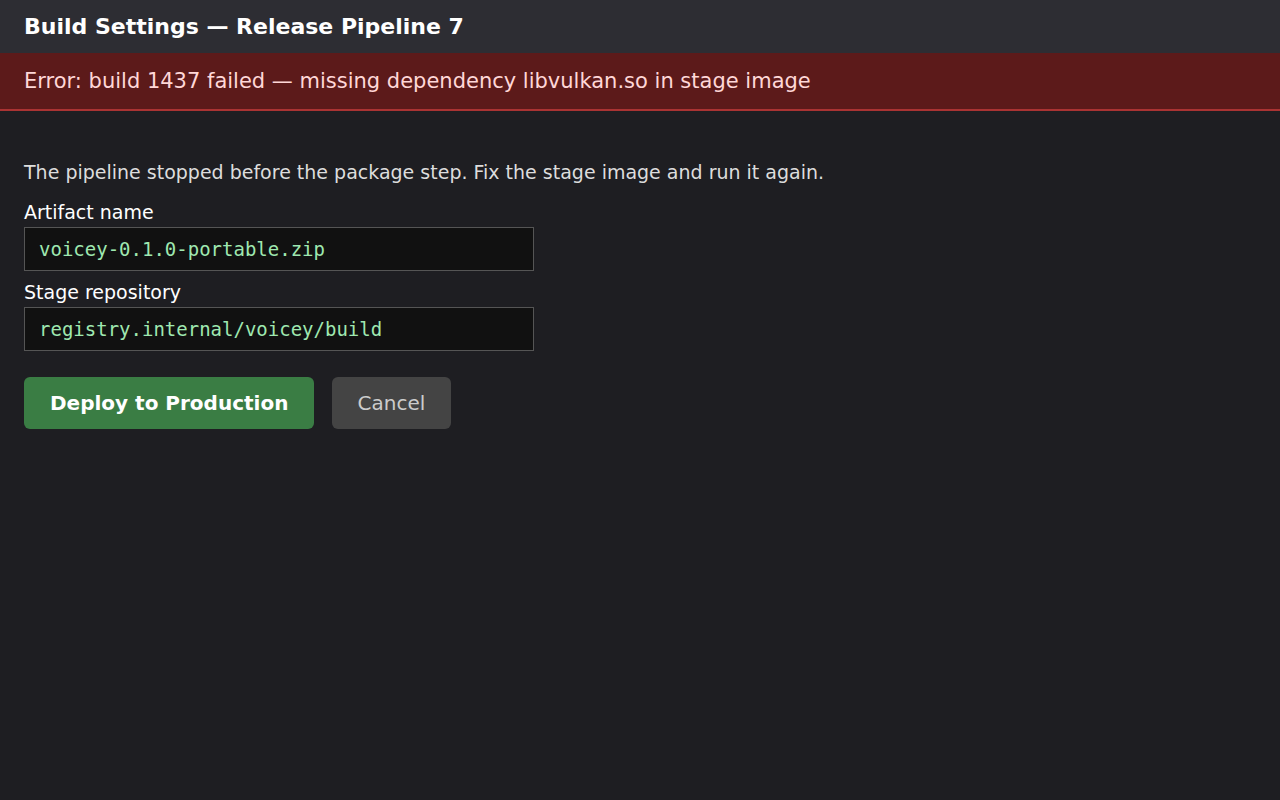 Build Settings — Release Pipeline 7
Error: build 1437 failed — missing dependency libvulkan.so in stage image
The pipeline stopped before the package step. Fix the stage image and run it again.
Artifact name
voicey-0.1.0-portable.zip
Stage repository
registry.internal/voicey/build
Deploy to Production
Cancel